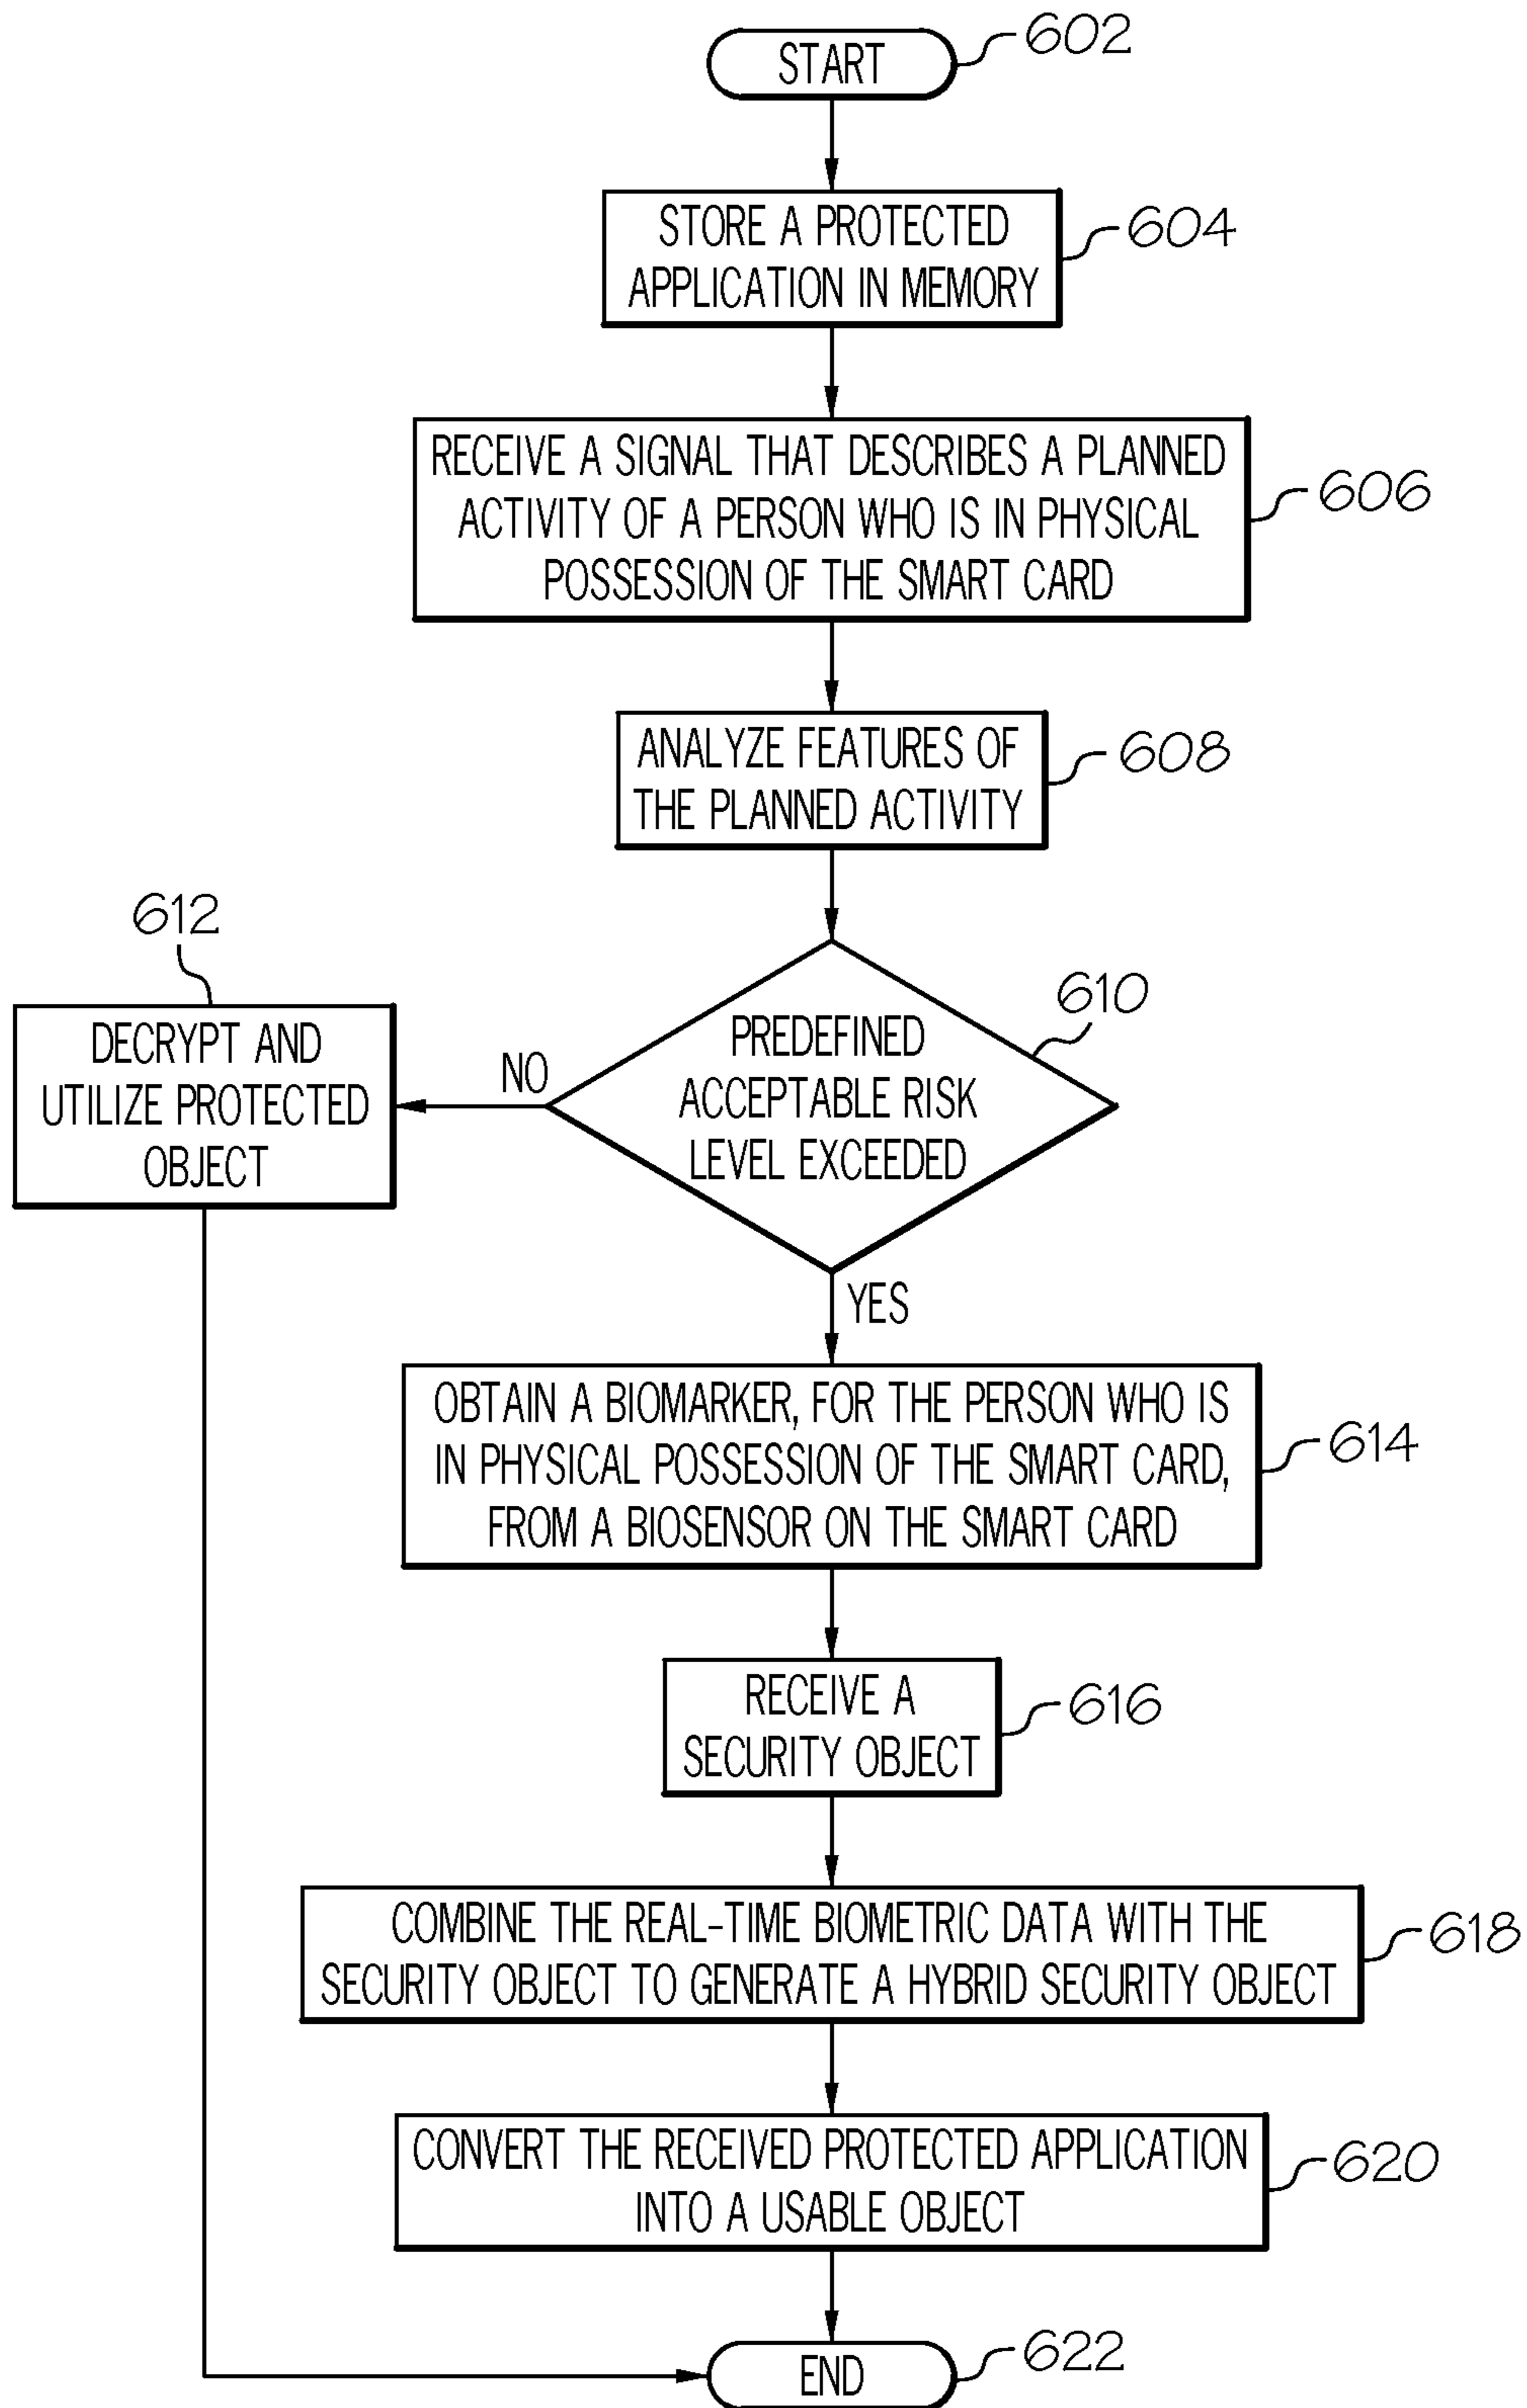 START
602
STORE A PROTECTED
APPLICATION IN MEMORY
604
RECEIVE A SIGNAL THAT DESCRIBES A PLANNED
ACTIVITY OF A PERSON WHO IS IN PHYSICAL
POSSESSION OF THE SMART CARD
606
ANALYZE FEATURES OF
THE PLANNED ACTIVITY
608
PREDEFINED
ACCEPTABLE RISK
LEVEL EXCEEDED
610
NO
612
DECRYPT AND
UTILIZE PROTECTED
OBJECT
YES
OBTAIN A BIOMARKER, FOR THE PERSON WHO IS
IN PHYSICAL POSSESSION OF THE SMART CARD,
FROM A BIOSENSOR ON THE SMART CARD
614
RECEIVE A
SECURITY OBJECT
616
COMBINE THE REAL-TIME BIOMETRIC DATA WITH THE
SECURITY OBJECT TO GENERATE A HYBRID SECURITY OBJECT
618
CONVERT THE RECEIVED PROTECTED APPLICATION
INTO A USABLE OBJECT
620
END
622